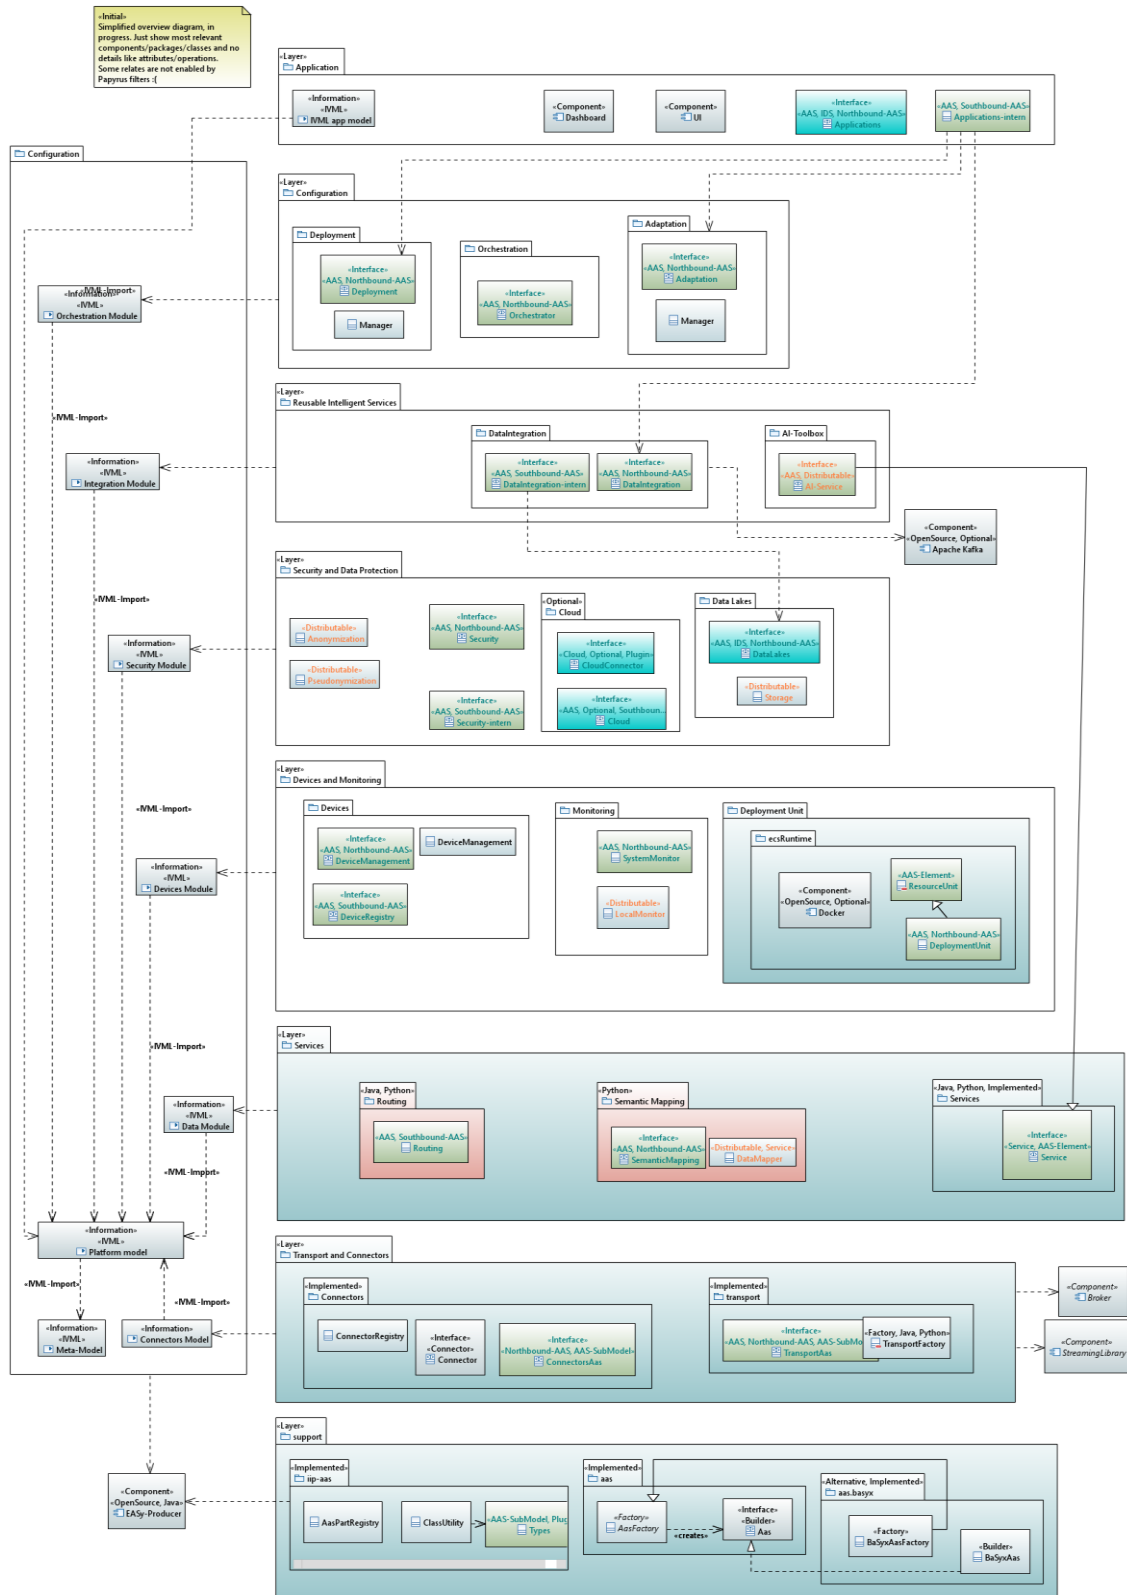 «Initial»
Simplified overview diagram, in
progress. Just show most relevant
components/packages/classes and no
details like attributes/operations.
Some relates are not enabled by
Papyrus filters :(
«Layer»
Application
«Information»
«IVML»
IVML app model
«Component»
Dashboard
«Component»
UI
«Interface»
«AAS, IDS, Northbound-AAS»
Applications
«AAS, Southbound-AAS»
Applications-intern
Configuration
«Layer»
Configuration
Deployment
«Interface»
«AAS, Northbound-AAS»
Deployment
Manager
Orchestration
«Interface»
«AAS, Northbound-AAS»
Orchestrator
Adaptation
«Interface»
«AAS, Northbound-AAS»
Adaptation
Manager
«IVML-Import»
«Information»
«IVML»
Orchestration Module
«IVML-Import»
«Layer»
Reusable Intelligent Services
DataIntegration
«Interface»
«AAS, Southbound-AAS»
DataIntegration-intern
«Interface»
«AAS, Northbound-AAS»
DataIntegration
AI-Toolbox
«Interface»
«AAS, Distributable»
AI-Service
«Information»
«IVML»
Integration Module
«Component»
«OpenSource, Optional»
Apache Kafka
«IVML-Import»
«Layer»
Security and Data Protection
«Distributable»
Anonymization
«Distributable»
Pseudonymization
«Interface»
«AAS, Northbound-AAS»
Security
«Interface»
«AAS, Southbound-AAS»
Security-intern
«Optional»
Cloud
«Interface»
«Cloud, Optional, Plugin»
CloudConnector
«Interface»
«AAS, Optional, Southboun...
Cloud
Data Lakes
«Interface»
«AAS, IDS, Northbound-AAS»
DataLakes
«Distributable»
Storage
«Information»
«IVML»
Security Module
«IVML-Import»
«Layer»
Devices and Monitoring
Devices
«Interface»
«AAS, Northbound-AAS»
DeviceManagement
DeviceManagement
«Interface»
«AAS, Southbound-AAS»
DeviceRegistry
Monitoring
«AAS, Northbound-AAS»
SystemMonitor
«Distributable»
LocalMonitor
Deployment Unit
ecsRuntime
«Component»
«OpenSource, Optional»
Docker
«AAS-Element»
ResourceUnit
«AAS, Northbound-AAS»
DeploymentUnit
«Information»
«IVML»
Devices Module
«IVML-Import»
«Layer»
Services
«Java, Python»
Routing
«AAS, Southbound-AAS»
Routing
«Python»
Semantic Mapping
«Interface»
«AAS, Northbound-AAS»
SemanticMapping
«Distributable, Service»
DataMapper
«Java, Python, Implemented»
Services
«Interface»
«Service, AAS-Element»
Service
«Information»
«IVML»
Data Module
«IVML-Import»
«Information»
«IVML»
Platform model
«IVML-Import»
«IVML-Import»
«Information»
«IVML»
Meta-Model
«Information»
«IVML»
Connectors Model
«Layer»
Transport and Connectors
«Implemented»
Connectors
ConnectorRegistry
«Interface»
«Connector»
Connector
«Interface»
«Northbound-AAS, AAS-SubModel»
ConnectorsAas
«Implemented»
transport
«Interface»
«AAS, Northbound-AAS, AAS-SubMo
TransportAas
«Factory, Java, Python»
TransportFactory
«Component»
Broker
«Component»
StreamingLibrary
«Layer»
support
«Implemented»
iip-aas
AasPartRegistry
ClassUtility
«AAS-SubModel, Plug
Types
«Implemented»
aas
«Factory»
AasFactory
«creates»
«Interface»
«Builder»
Aas
«Alternative, Implemented»
aas.basyx
«Factory»
BaSyxAasFactory
«Builder»
BaSyxAas
«Component»
«OpenSource, Java»
EASy-Producer